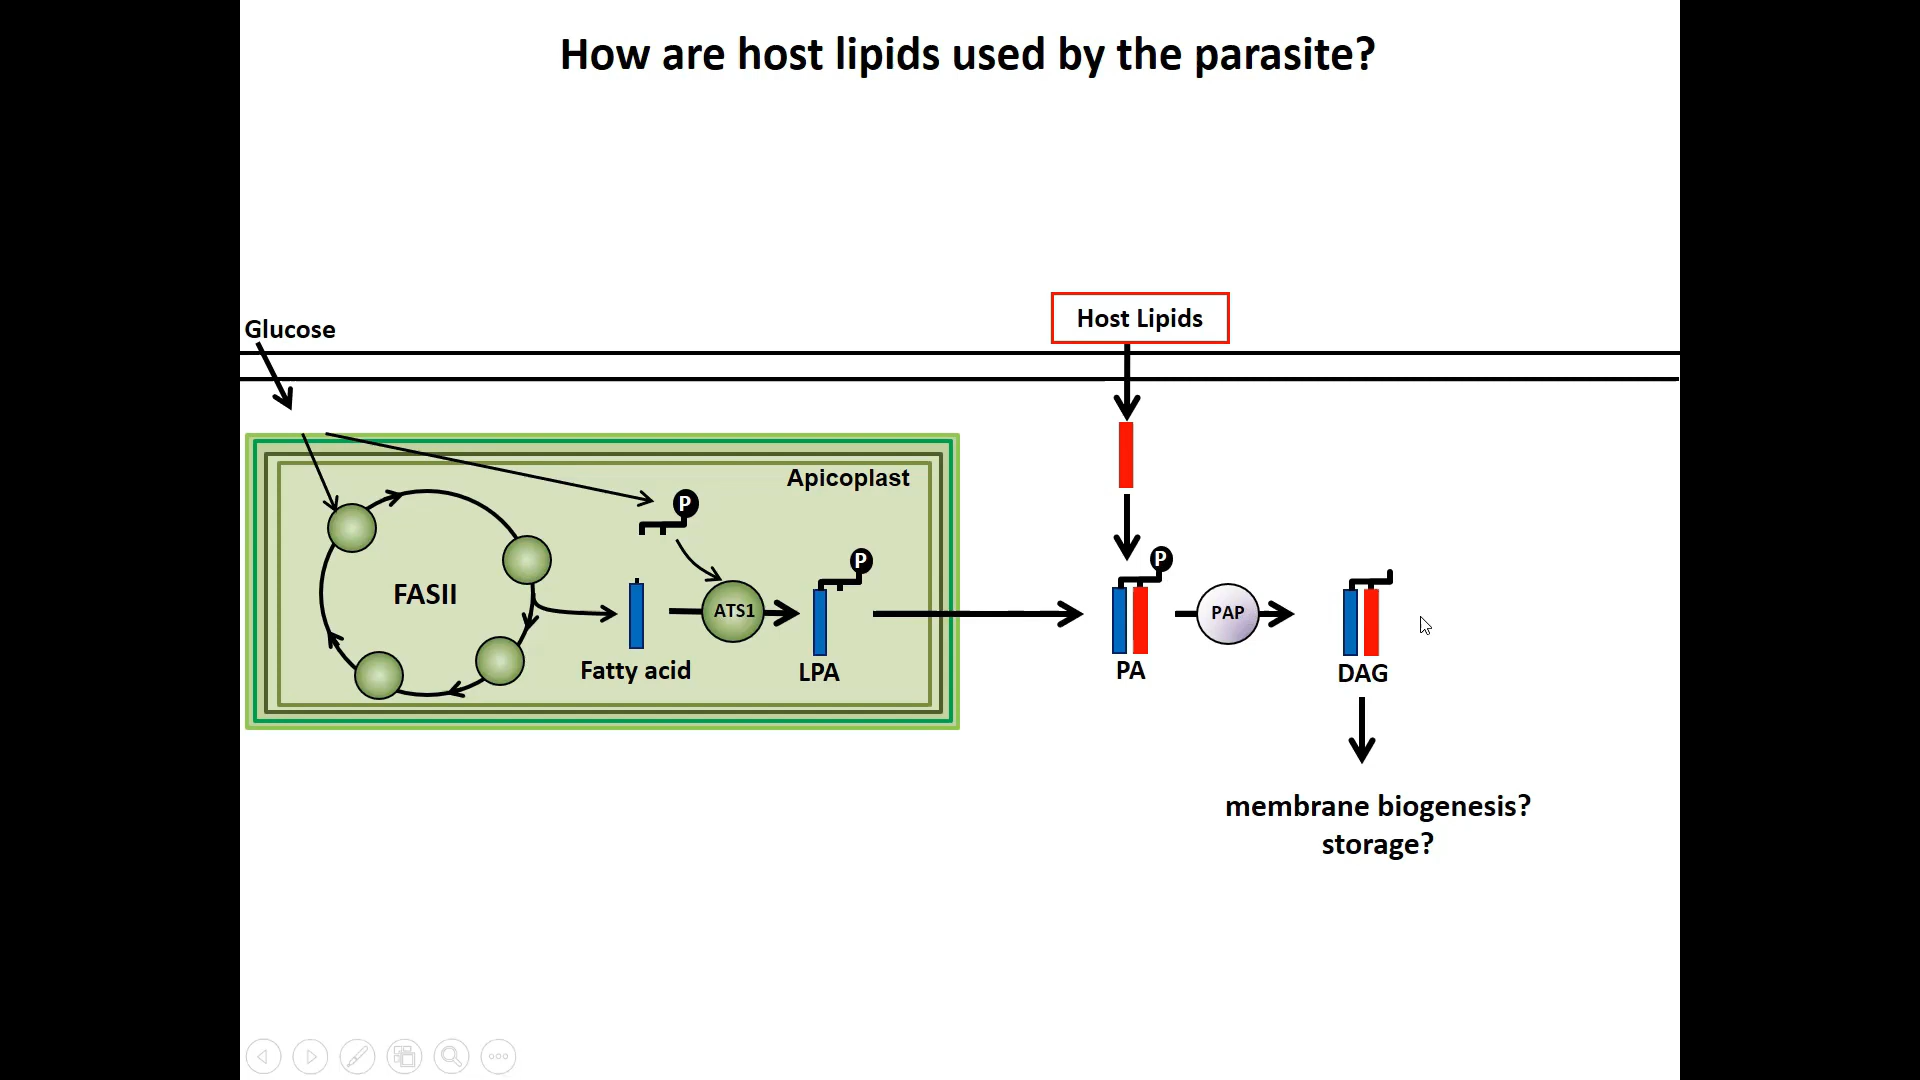 How are host lipids used by the parasite?
Host Lipids
Glucose
Apicoplast
P
P
P
FASII
ATS1
PAP
Fatty acid
LPA
PA
DAG
membrane biogenesis?
storage?